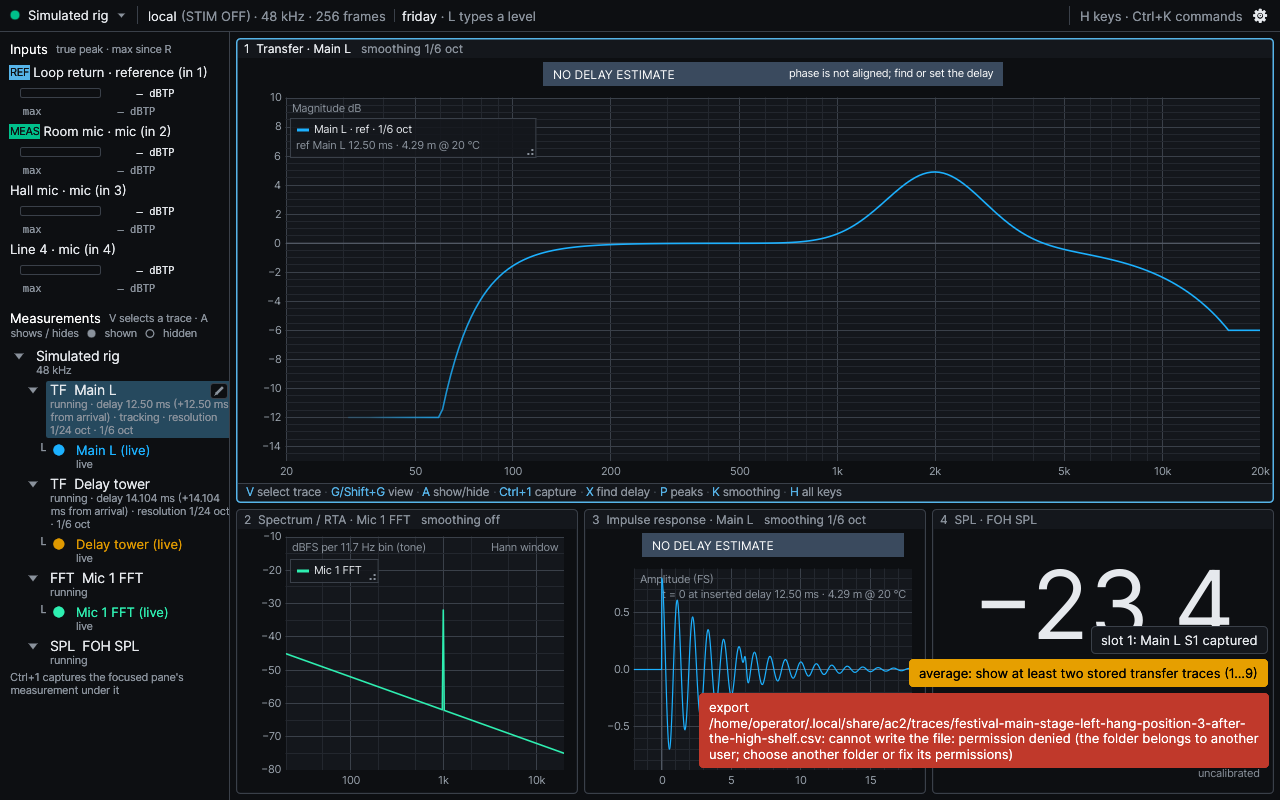 Simulated rig
local (STIM OFF) · 48 kHz · 256 frames
friday · L types a level
H keys · Ctrl+K commands
Inputs true peak · max since R
REF Loop return · reference (in 1)
– dBTP
max – dBTP
MEAS Room mic · mic (in 2)
– dBTP
max – dBTP
Hall mic · mic (in 3)
– dBTP
max – dBTP
Line 4 · mic (in 4)
– dBTP
max – dBTP
Measurements V selects a trace · A
shows / hides shown hidden
Simulated rig
48 kHz
TF Main L
running · delay 12.50 ms (+12.50 ms
from arrival) · tracking · resolution
1/24 oct · 1/6 oct
Main L (live)
live
TF Delay tower
running · delay 14.104 ms (+14.104
ms from arrival) · resolution 1/24 oct
· 1/6 oct
Delay tower (live)
live
FFT Mic 1 FFT
running
Mic 1 FFT (live)
live
SPL FOH SPL
running
Ctrl+1 captures the focused pane's
measurement under it
1 Transfer · Main L smoothing 1/6 oct
NO DELAY ESTIMATE
phase is not aligned; find or set the delay
Magnitude dB
Main L · ref · 1/6 oct
ref Main L 12.50 ms · 4.29 m @ 20 °C
10
8
6
4
2
0
−2
−4
−6
−8
−10
−12
−14
20 50 100 200 500 1k 2k 5k 10k 20k
V select trace · G/Shift+G view · A show/hide · Ctrl+1 capture · X find delay · P peaks · K smoothing · H all keys
2 Spectrum / RTA · Mic 1 FFT smoothing off
dBFS per 11.7 Hz bin (tone)
Hann window
Mic 1 FFT
−10
−20
−30
−40
−50
−60
−70
−80
100 1k 10k
3 Impulse response · Main L smoothing 1/6 oct
NO DELAY ESTIMATE
Amplitude (FS)
t = 0 at inserted delay 12.50 ms · 4.29 m @ 20 °C
0.5
0.0
−0.5
0 5 10 15
4 SPL · FOH SPL
−23.4
slot 1: Main L S1 captured
average: show at least two stored transfer traces (1…9)
export
/home/operator/.local/share/ac2/traces/festival-main-stage-left-hang-position-3-after-
the-high-shelf.csv: cannot write the file: permission denied (the folder belongs to another
user; choose another folder or fix its permissions)
uncalibrated